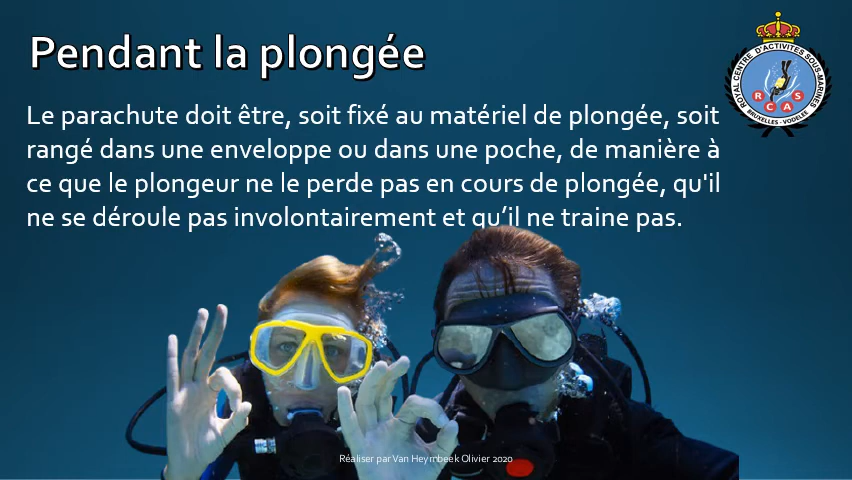 Pendant la plongée
Le parachute doit être, soit fixé au matériel de plongée, soit
rangé dans une enveloppe ou dans une poche, de manière à
ce que le plongeur ne le perde pas en cours de plongée, qu'il
ne se déroule pas involontairement et qu’il ne traine pas.
ROYAL CENTRE D'ACTIVITES SOUS-MARINES
R S
C A
BRUXELLES - VODELEE
Réaliser par Van Heymbeek Olivier 2020